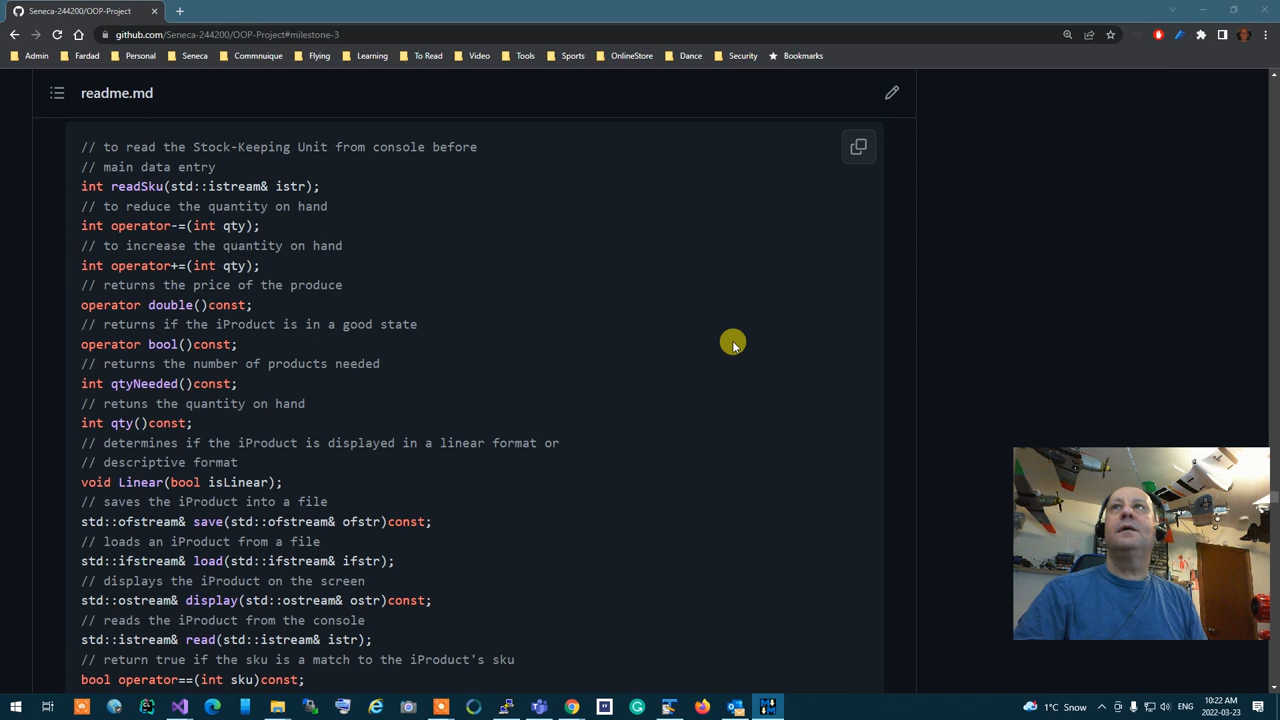 Seneca-244200/OOP-Project
github.com/Seneca-244200/OOP-Project#milestone-3
Admin Fardad Personal Seneca Commnuique Flying Learning To Read Video Tools Sports OnlineStore Dance Security Bookmarks
readme.md
// to read the Stock-Keeping Unit from console before
// main data entry
int readSku(std::istream& istr);
// to reduce the quantity on hand
int operator-=(int qty);
// to increase the quantity on hand
int operator+=(int qty);
// returns the price of the produce
operator double()const;
// returns if the iProduct is in a good state
operator bool()const;
// returns the number of products needed
int qtyNeeded()const;
// retuns the quantity on hand
int qty()const;
// determines if the iProduct is displayed in a linear format or
// descriptive format
void Linear(bool isLinear);
// saves the iProduct into a file
std::ofstream& save(std::ofstream& ofstr)const;
// loads an iProduct from a file
std::ifstream& load(std::ifstream& ifstr);
// displays the iProduct on the screen
std::ostream& display(std::ostream& ostr)const;
// reads the iProduct from the console
std::istream& read(std::istream& istr);
// return true if the sku is a match to the iProduct's sku
bool operator==(int sku)const;
1°C Snow
ENG
10:22 AM
2022-03-23